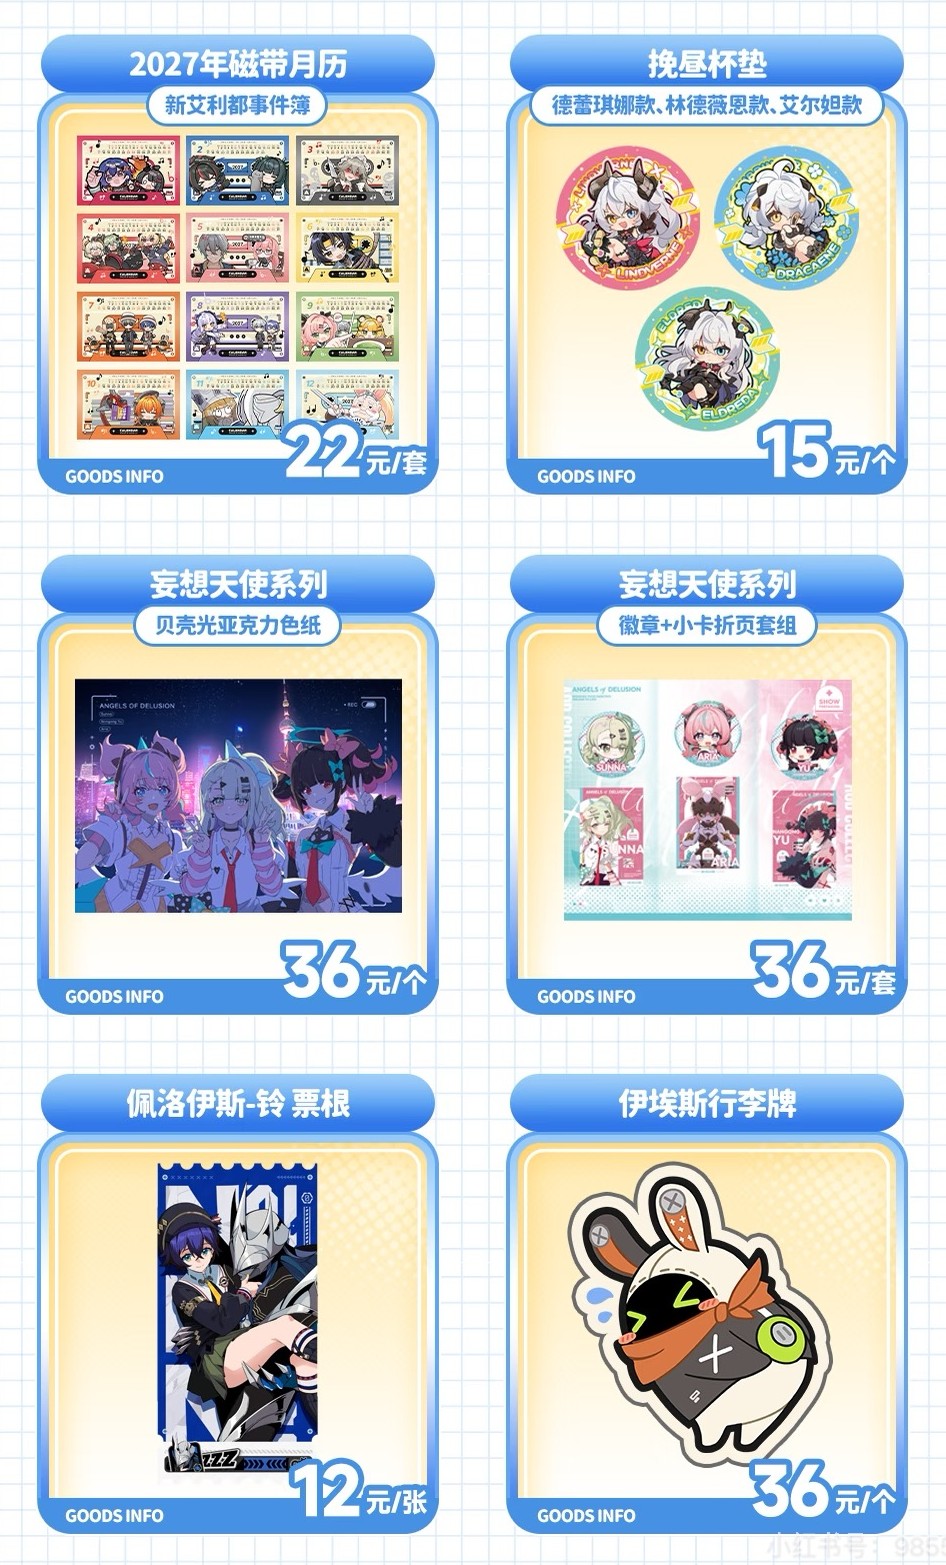 2027年磁带月历
新艾利都事件簿
22元/套
GOODS INFO
挽昼杯垫
德蕾琪娜款、林德薇恩款、艾尔妲款
LINDVERNE
DRACAENE
ELDREDA
15元/个
GOODS INFO
妄想天使系列
贝壳光亚克力色纸
ANGELS OF DELUSION
REC
36元/个
GOODS INFO
妄想天使系列
徽章+小卡折页套组
ANGELS of DELUSION
SHOW
SUNNA
ARIA
YU
SUNNA
ARIA
YU
36元/套
GOODS INFO
佩洛伊斯-铃 票根
ZZZ
12元/张
GOODS INFO
伊埃斯行李牌
36元/个
GOODS INFO
小红书号：985